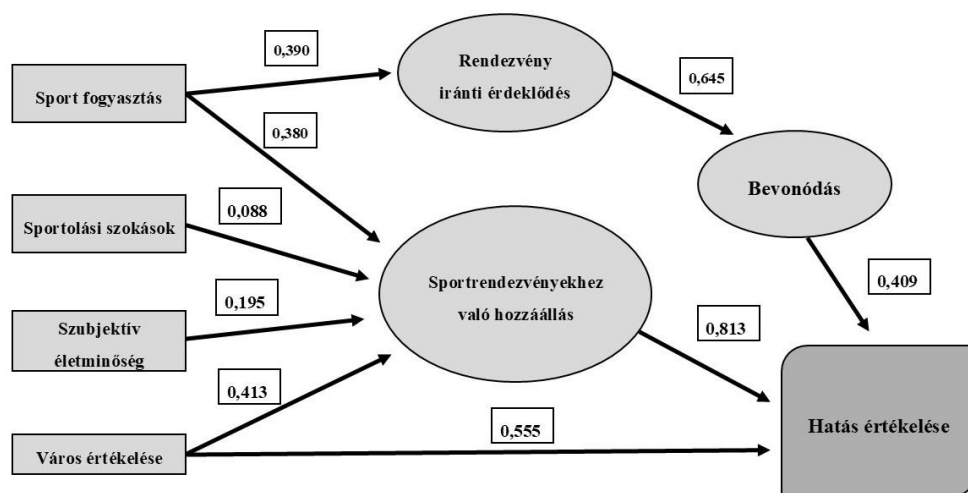 0,390
Rendezvény
iránti érdeklődés
0,645
Sport fogyasztás
0,380
Bevonódás
Sportolási szokások
0,088
Sportrendezvényekhez
való hozzáállás
0,409
0,195
Szubjektív
életminőség
0,813
0,413
0,555
Hatás értékelése
Város értékelése